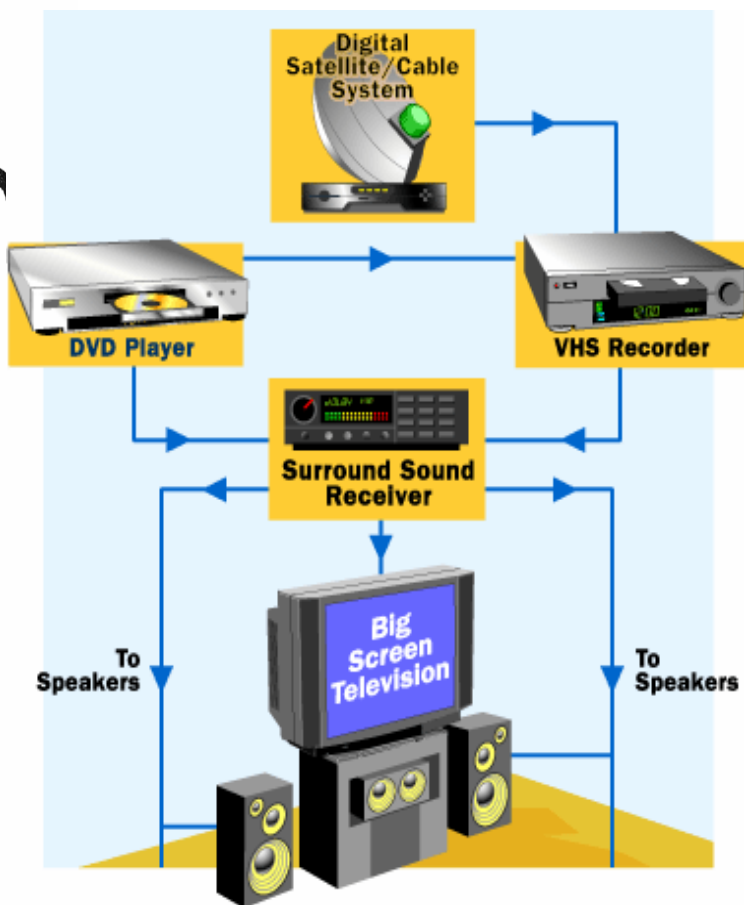 Digital
Satellite/Cable
System
DVD Player
VHS Recorder
Surround Sound
Receiver
To
Speakers
Big
Screen
Television
To
Speakers